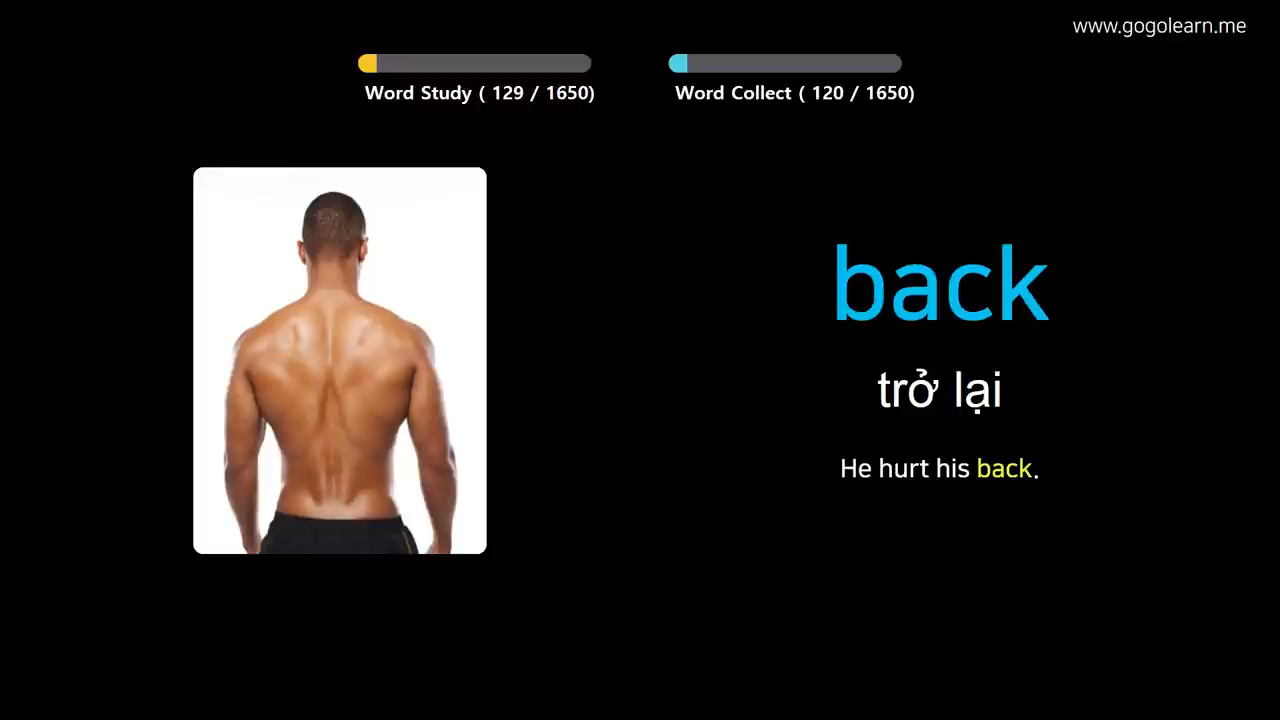 www.gogolearn.me
Word Study ( 129 / 1650)
Word Collect ( 120 / 1650)
back
trở lại
He hurt his back.